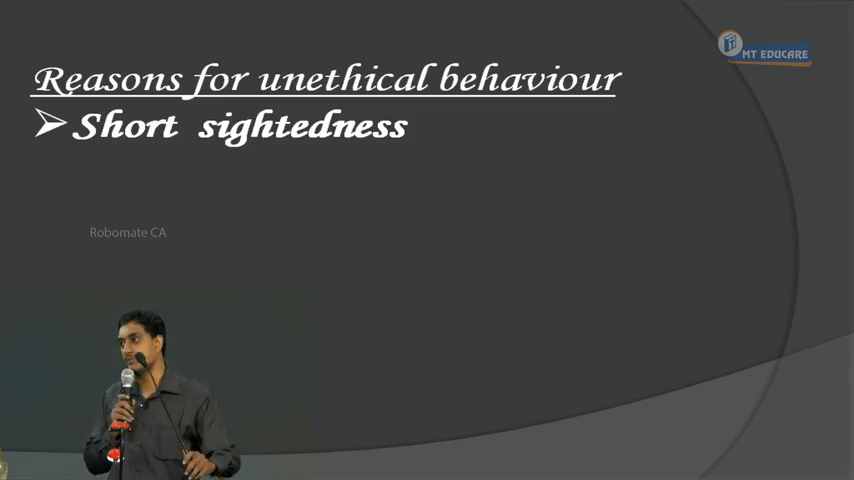 MT EDUCARE
Reasons for unethical behaviour
Short sightedness
Robomate CA